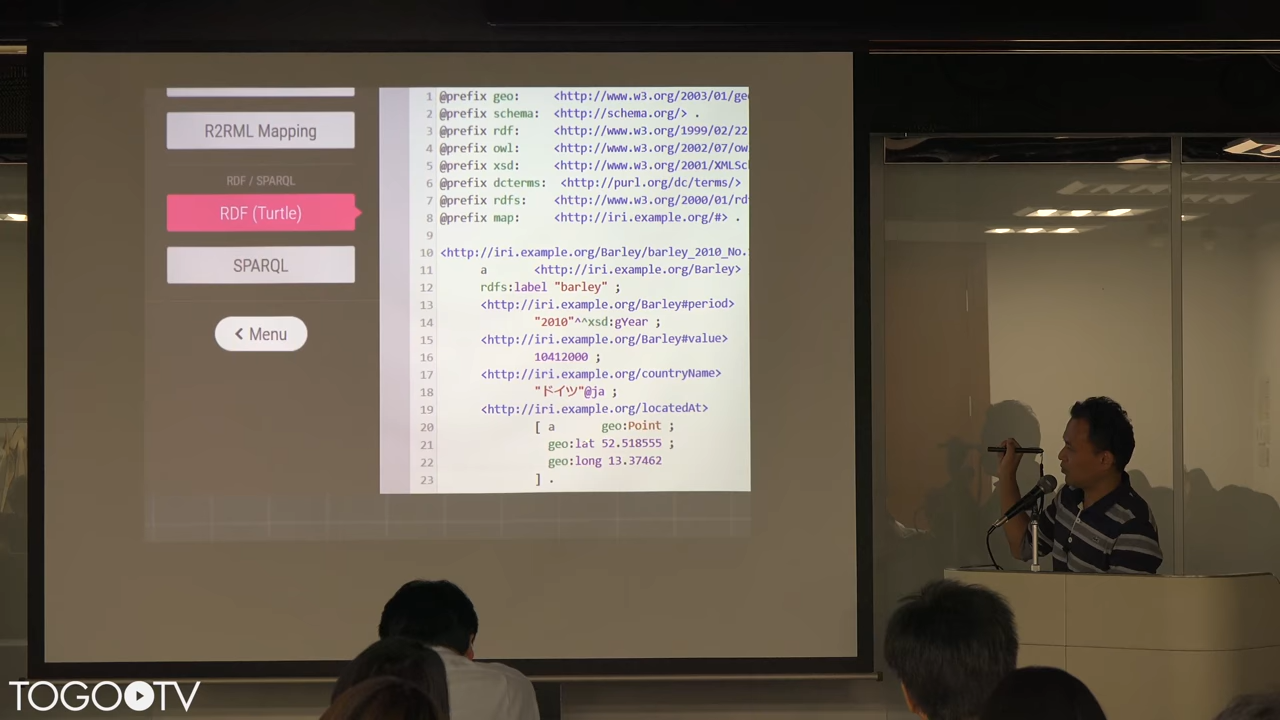 R2RML Mapping
RDF / SPARQL
RDF (Turtle)
SPARQL
Menu
1 @prefix geo: <http://www.w3.org/2003/01/ge
2 @prefix schema: <http://schema.org/> .
3 @prefix rdf: <http://www.w3.org/1999/02/22
4 @prefix owl: <http://www.w3.org/2002/07/ow
5 @prefix xsd: <http://www.w3.org/2001/XMLSc
6 @prefix dcterms: <http://purl.org/dc/terms/>
7 @prefix rdfs: <http://www.w3.org/2000/01/rd
8 @prefix map: <http://iri.example.org/#> .
9
10 <http://iri.example.org/Barley/barley_2010_No.
11 a <http://iri.example.org/Barley>
12 rdfs:label "barley" ;
13 <http://iri.example.org/Barley#period>
14 "2010"^^xsd:gYear ;
15 <http://iri.example.org/Barley#value>
16 10412000 ;
17 <http://iri.example.org/countryName>
18 "ドイツ"@ja ;
19 <http://iri.example.org/locatedAt>
20 [ a geo:Point ;
21 geo:lat 52.518555 ;
22 geo:long 13.37462
23 ] .
TOGO TV